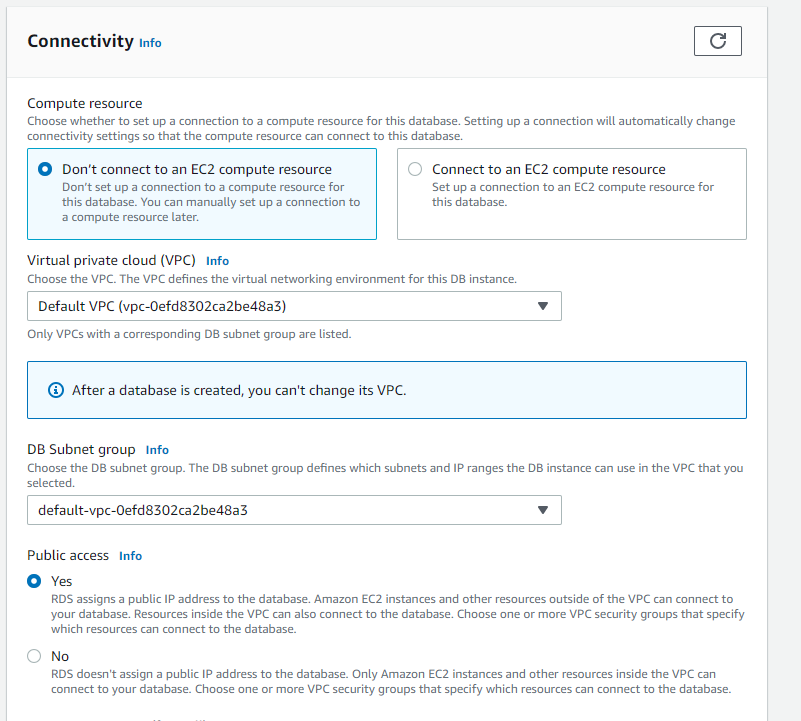 Connectivity Info
Compute resource
Choose whether to set up a connection to a compute resource for this database. Setting up a connection will automatically change
connectivity settings so that the compute resource can connect to this database.
Don't connect to an EC2 compute resource
Don't set up a connection to a compute resource for
this database. You can manually set up a connection to
a compute resource later.
Connect to an EC2 compute resource
Set up a connection to an EC2 compute resource for
this database.
Virtual private cloud (VPC) Info
Choose the VPC. The VPC defines the virtual networking environment for this DB instance.
Default VPC (vpc-0efd8302ca2be48a3)
Only VPCs with a corresponding DB subnet group are listed.
After a database is created, you can't change its VPC.
DB Subnet group Info
Choose the DB subnet group. The DB subnet group defines which subnets and IP ranges the DB instance can use in the VPC that you
selected.
default-vpc-0efd8302ca2be48a3
Public access Info
Yes
RDS assigns a public IP address to the database. Amazon EC2 instances and other resources outside of the VPC can connect to
your database. Resources inside the VPC can also connect to the database. Choose one or more VPC security groups that specify
which resources can connect to the database.
No
RDS doesn't assign a public IP address to the database. Only Amazon EC2 instances and other resources inside the VPC can
connect to your database. Choose one or more VPC security groups that specify which resources can connect to the database.